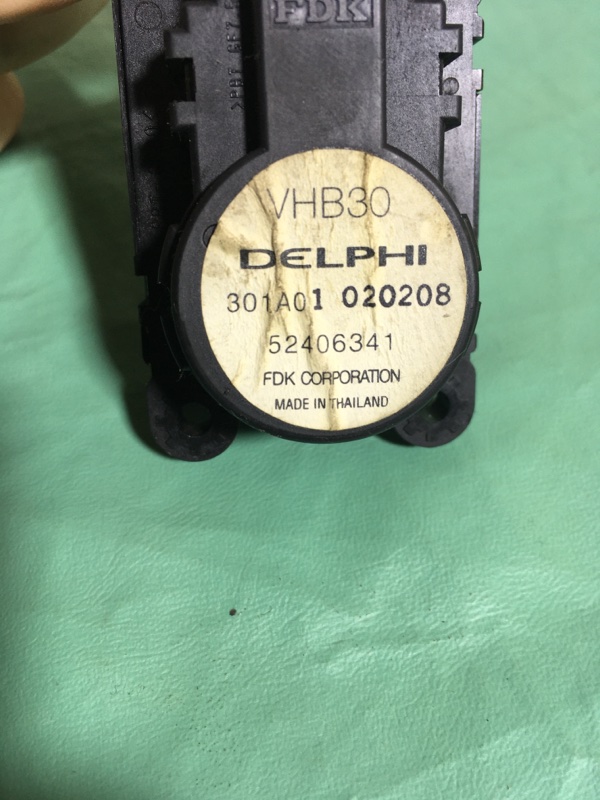 FDK
VHB30
DELPHI
301A01 020208
52406341
FDK CORPORATION
MADE IN THAILAND